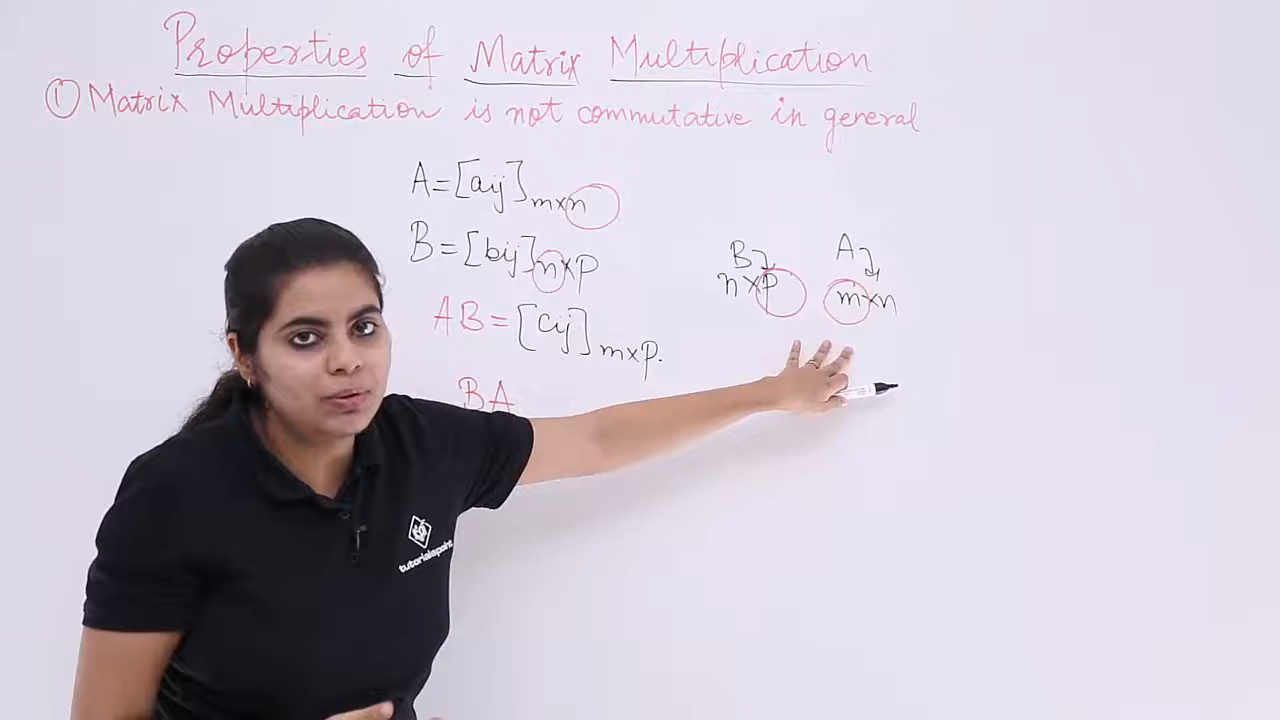 Properties of Matrix Multiplication
① Matrix Multiplication is not commutative in general
A = [aij]m×n
B = [bij]n×p
B A
n×p m×n
AB = [cij]m×p.
BA
tutorialspoint